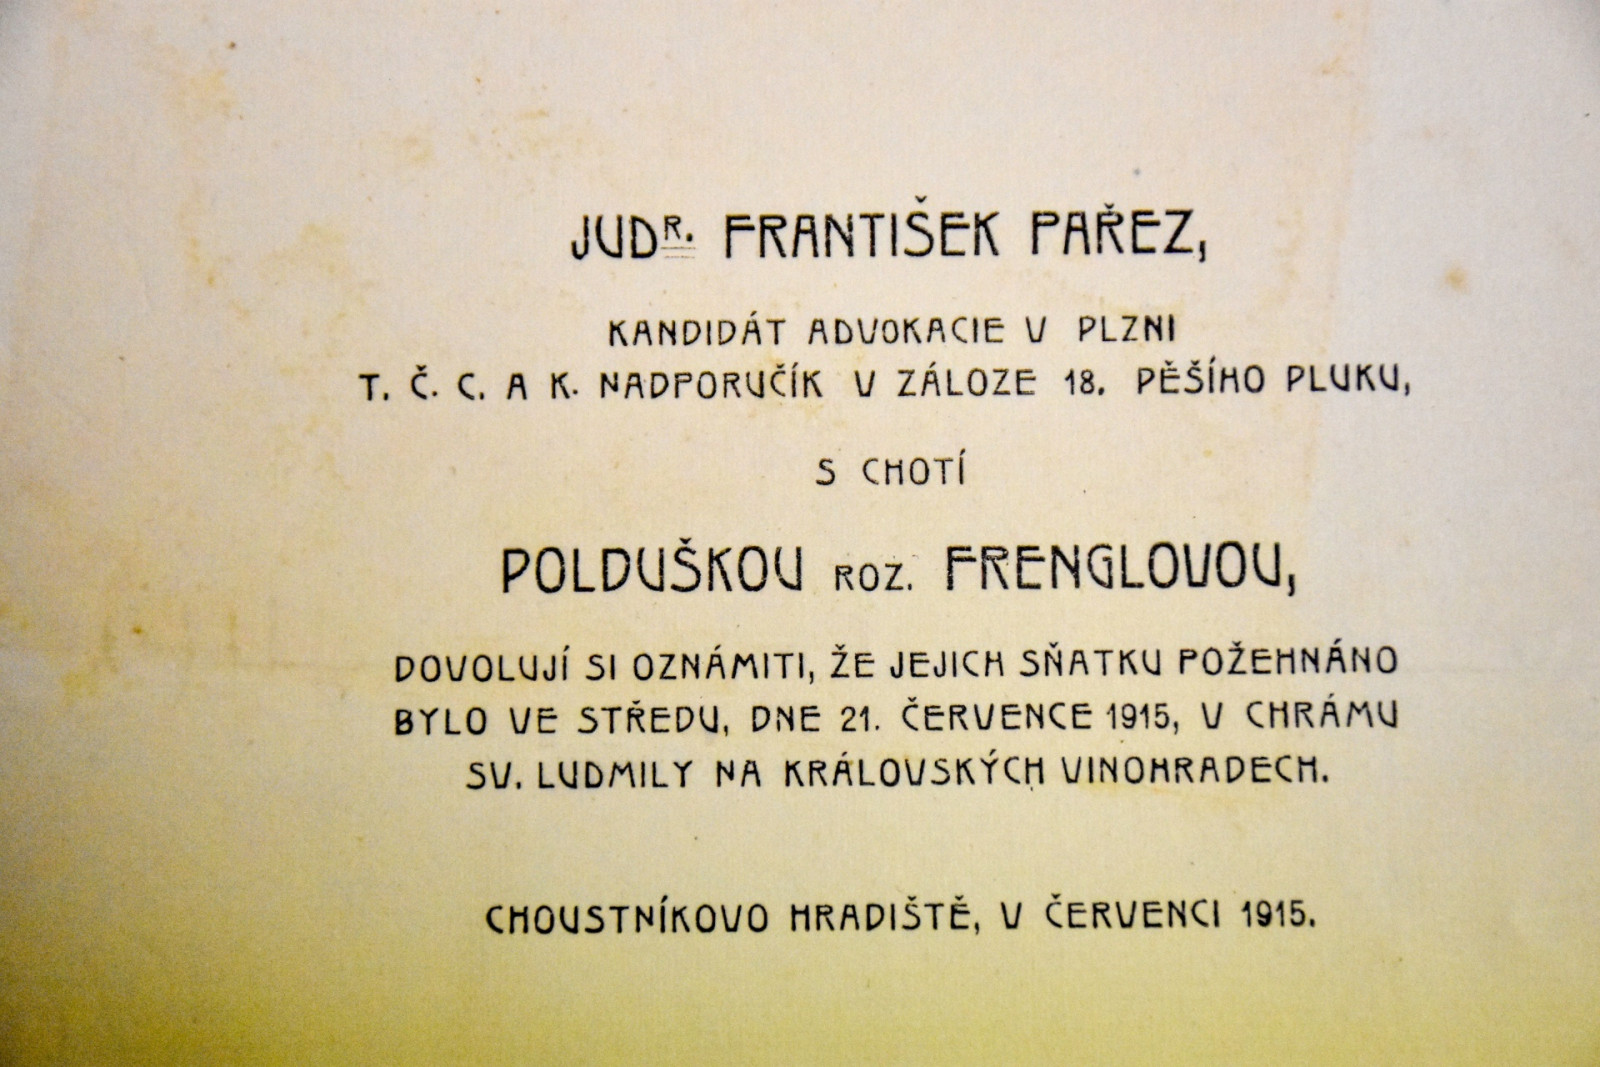 JUDR. FRANTIŠEK PAŘEZ,
KANDIDÁT ADVOKACIE V PLZNI
T. Č. C. A K. NADPORUČÍK V ZÁLOZE 18. PĚŠÍHO PLUKU,
S CHOTÍ
POLDUŠKOU ROZ. FRENGLOVOU,
DOVOLUJÍ SI OZNÁMITI, ŽE JEJICH SŇATKU POŽEHNÁNO
BYLO VE STŘEDU, DNE 21. ČERVENCE 1915, V CHRÁMU
SV. LUDMILY NA KRÁLOVSKÝCH VINOHRADECH.
CHOUSTNÍKOVO HRADIŠTĚ, V ČERVENCI 1915.